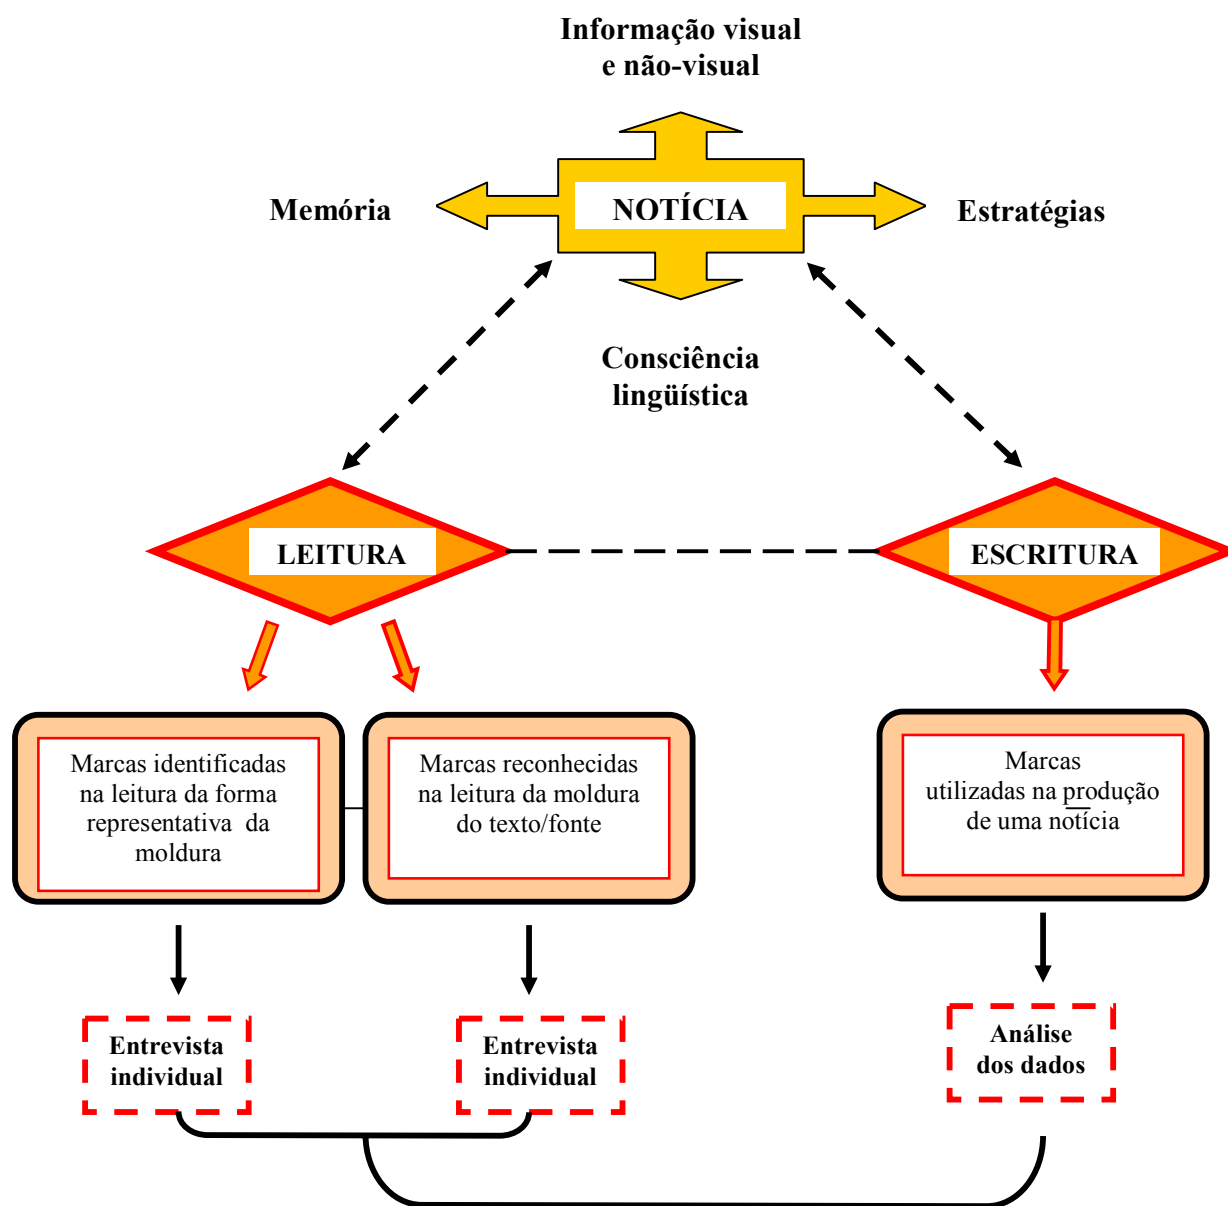 Informação visual
e não-visual
Memória
NOTÍCIA
Estratégias
Consciência
lingüística
LEITURA
ESCRITURA
Marcas identificadas
na leitura da forma
representativa da
moldura
Marcas reconhecidas
na leitura da moldura
do texto/fonte
Marcas
utilizadas na produção
de uma notícia
Entrevista
individual
Entrevista
individual
Análise
dos dados